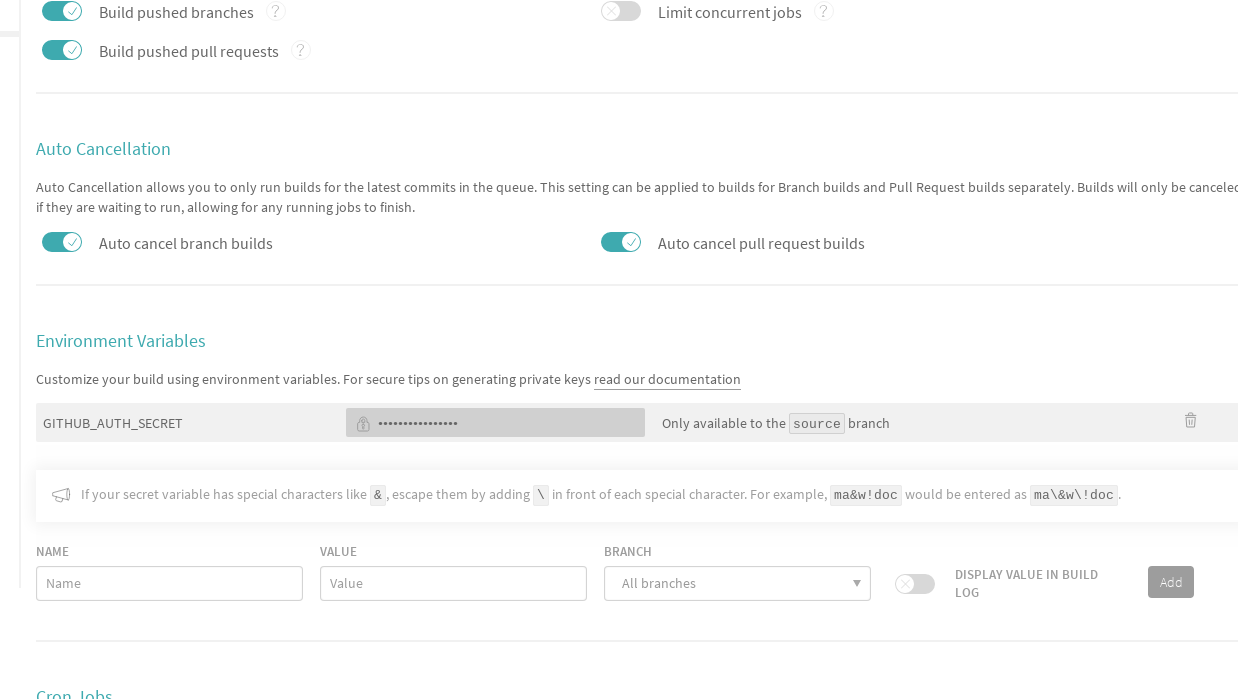 Build pushed branches ?
Limit concurrent jobs ?
Build pushed pull requests ?
Auto Cancellation
Auto Cancellation allows you to only run builds for the latest commits in the queue. This setting can be applied to builds for Branch builds and Pull Request builds separately. Builds will only be canceled
if they are waiting to run, allowing for any running jobs to finish.
Auto cancel branch builds
Auto cancel pull request builds
Environment Variables
Customize your build using environment variables. For secure tips on generating private keys read our documentation
GITHUB_AUTH_SECRET •••••••••••••••• Only available to the source branch
If your secret variable has special characters like &, escape them by adding \ in front of each special character. For example, ma&w!doc would be entered as ma\&w\!doc.
NAME
VALUE
BRANCH
Name
Value
All branches
DISPLAY VALUE IN BUILD
LOG
Add
Cron Jobs